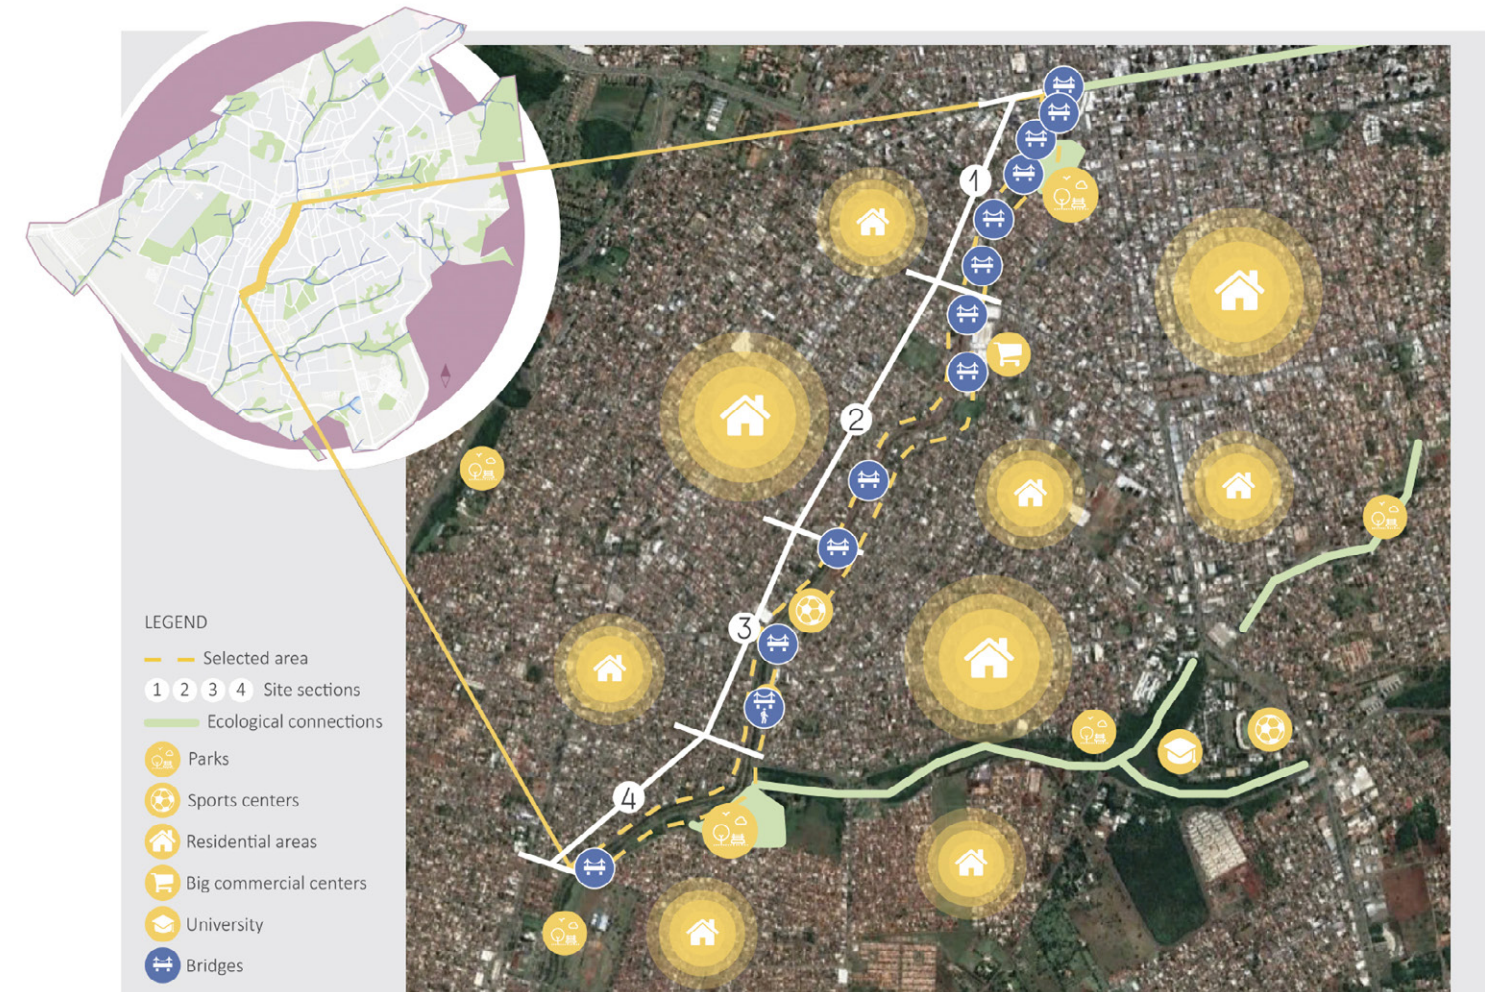 1
2
3
4
LEGEND
Selected area
1 2 3 4 Site sections
Ecological connections
Parks
Sports centers
Residential areas
Big commercial centers
University
Bridges